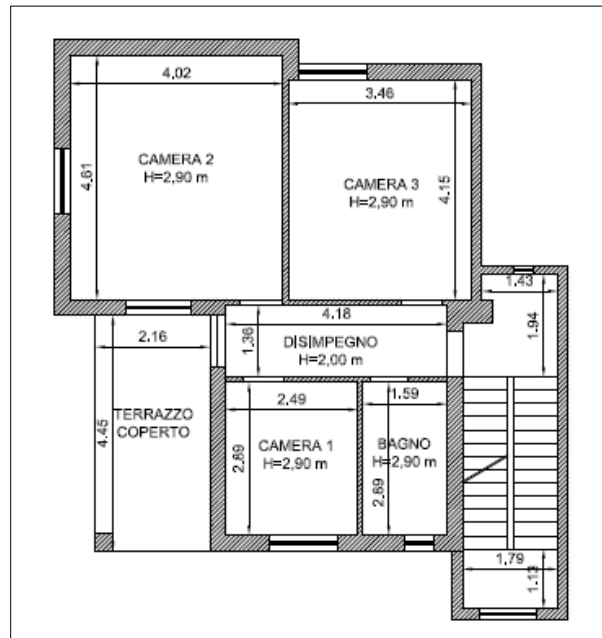 4.02
3.46
CAMERA 2
H=2,90 m
4.61
CAMERA 3
H=2,90 m
4.15
1.43
1.94
4.18
2.16
1.36
DISIMPEGNO
H=2,00 m
TERRAZZO
COPERTO
4.45
2.49
1.59
CAMERA 1
H=2,90 m
2.89
BAGNO
H=2,90 m
2.89
1,79
1.13